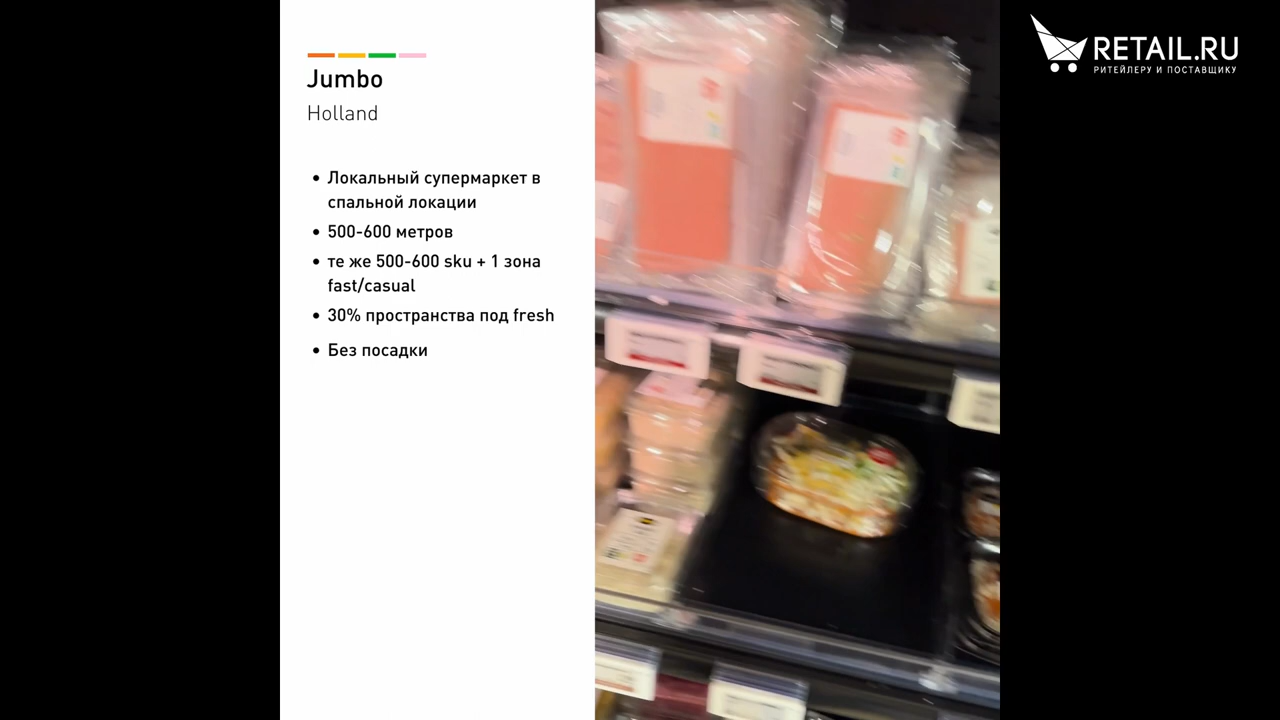 Jumbo
Holland
• Локальный супермаркет в
спальной локации
• 500-600 метров
• те же 500-600 sku + 1 зона
fast/casual
• 30% пространства под fresh
• Без посадки
RETAIL.RU
РИТЕЙЛЕРУ И ПОСТАВЩИКУ